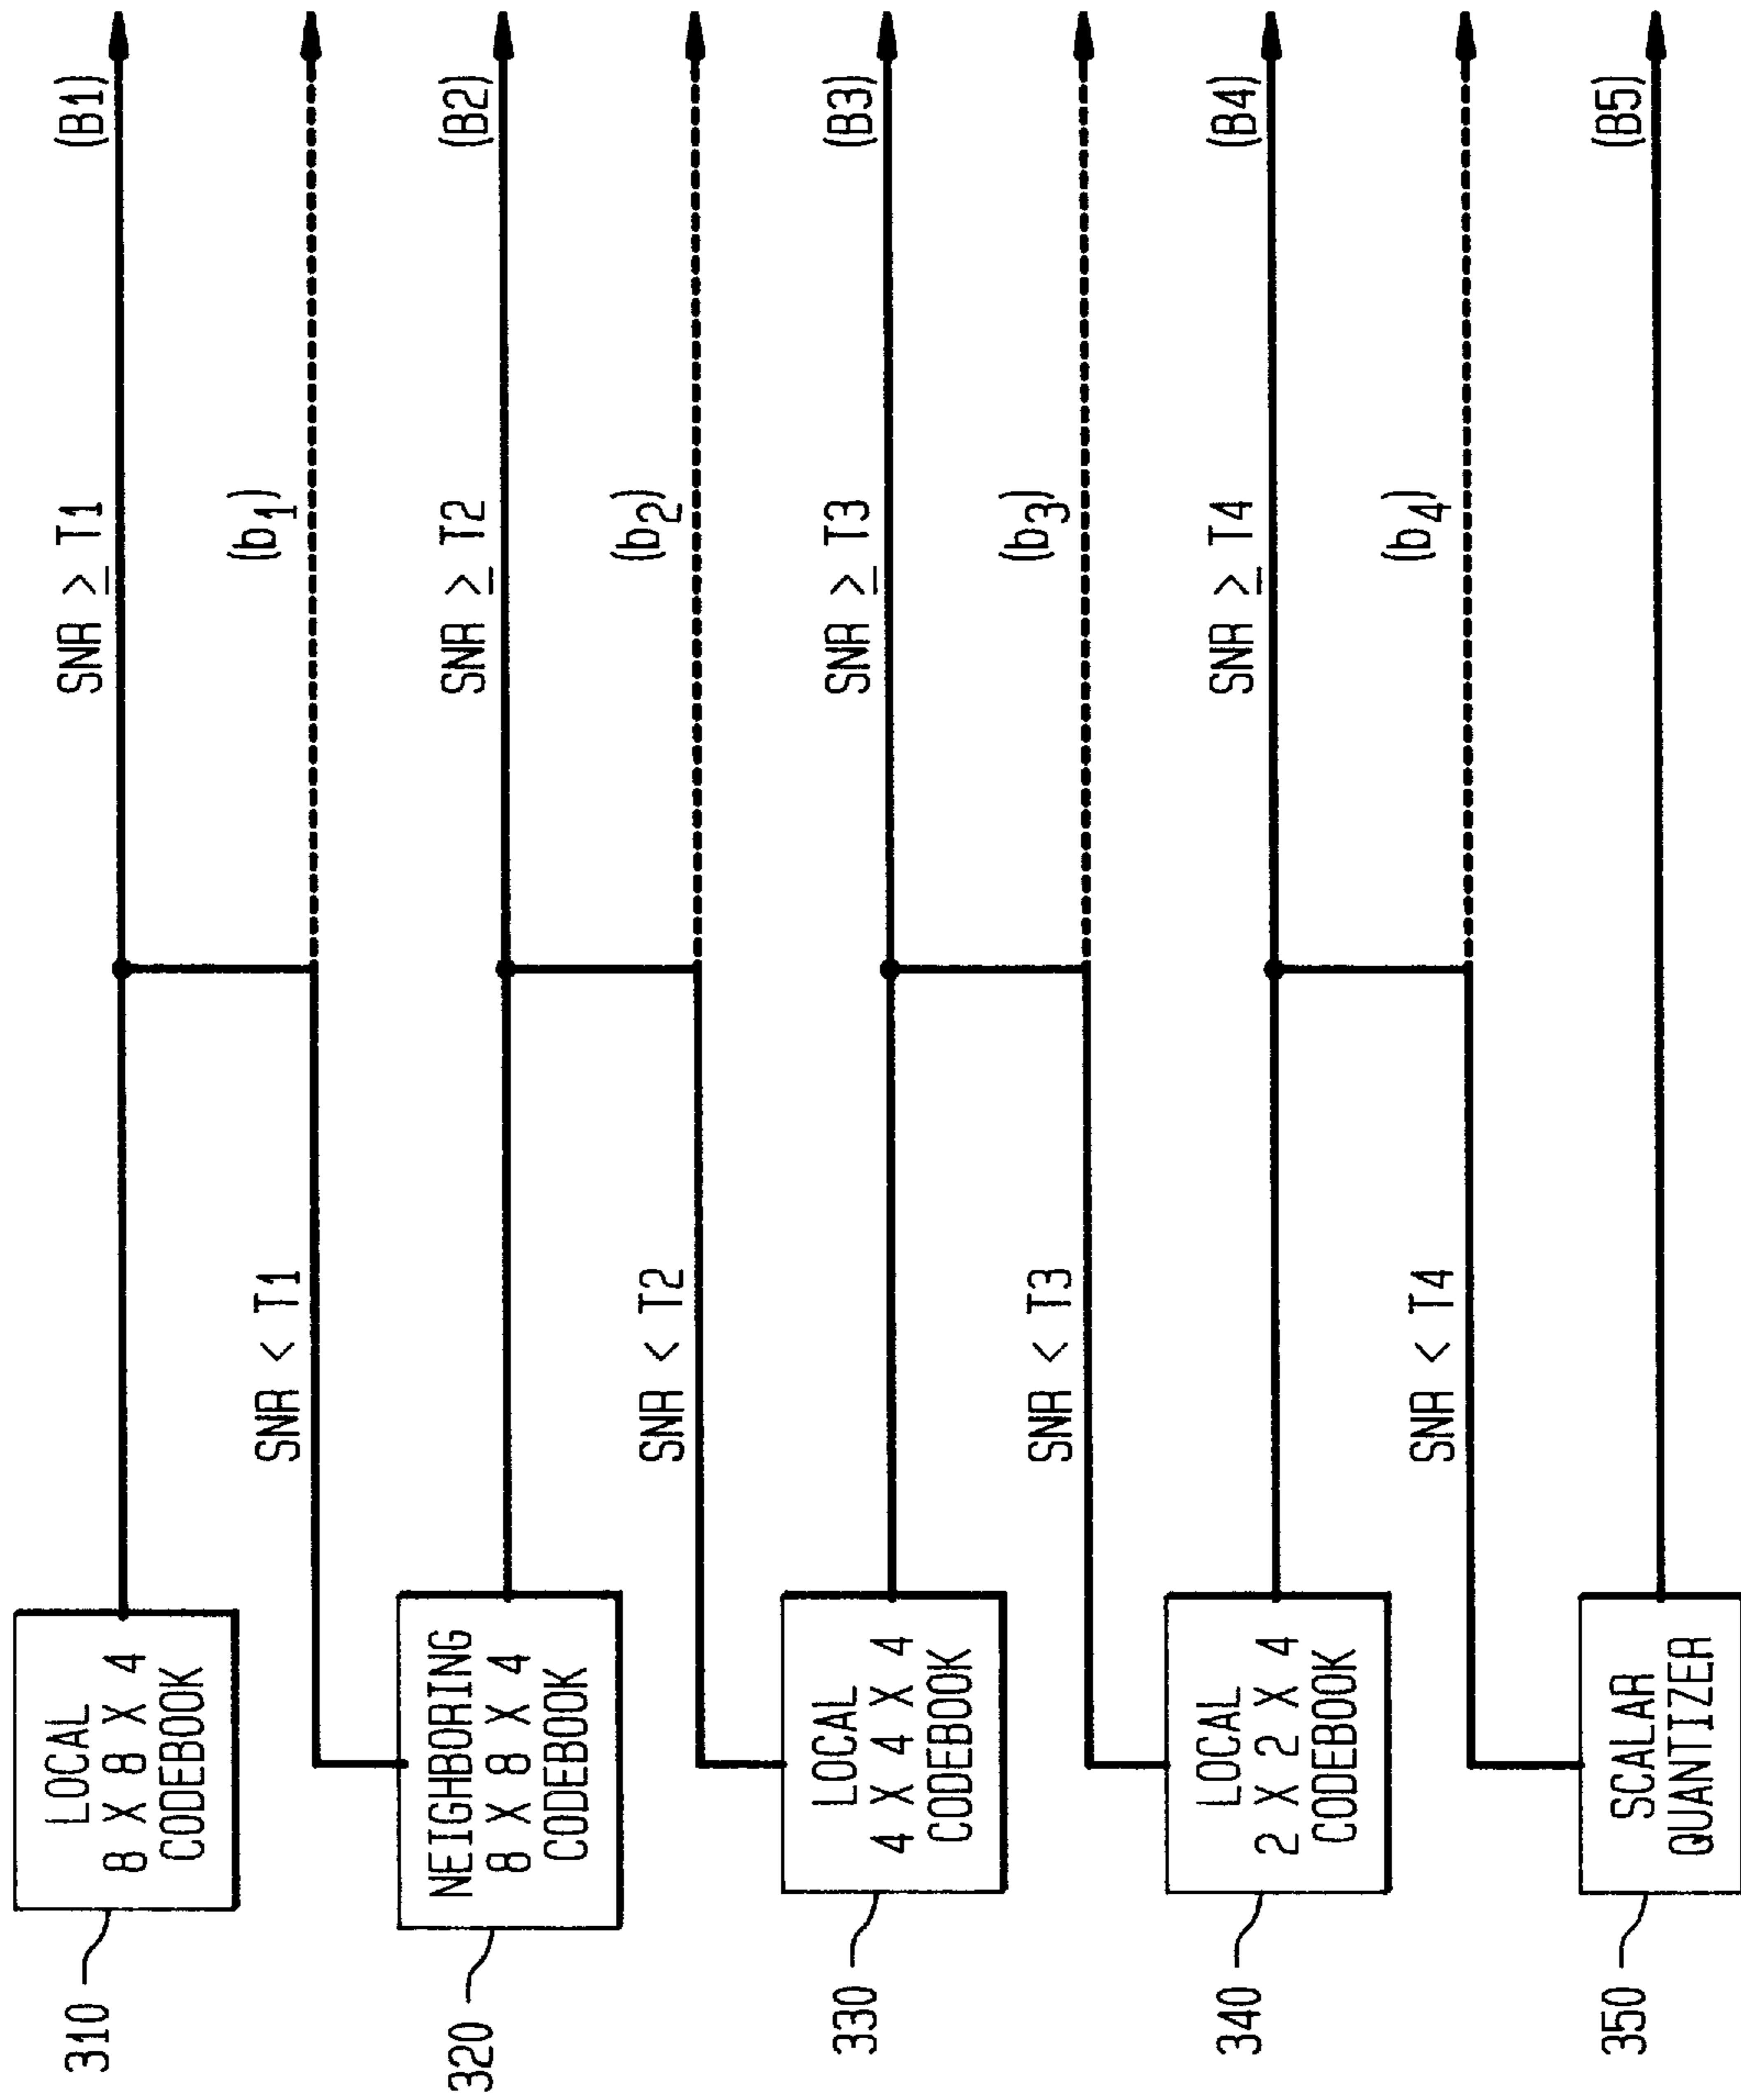 310
LOCAL
8 X 8 X 4
CODEBOOK
SNR ≥ T1
(B1)
SNR < T1
(b1)
320
NEIGHBORING
8 X 8 X 4
CODEBOOK
SNR ≥ T2
(B2)
SNR < T2
(b2)
330
LOCAL
4 X 4 X 4
CODEBOOK
SNR ≥ T3
(B3)
SNR < T3
(b3)
340
LOCAL
2 X 2 X 4
CODEBOOK
SNR ≥ T4
(B4)
SNR < T4
(b4)
350
SCALAR
QUANTIZER
(B5)